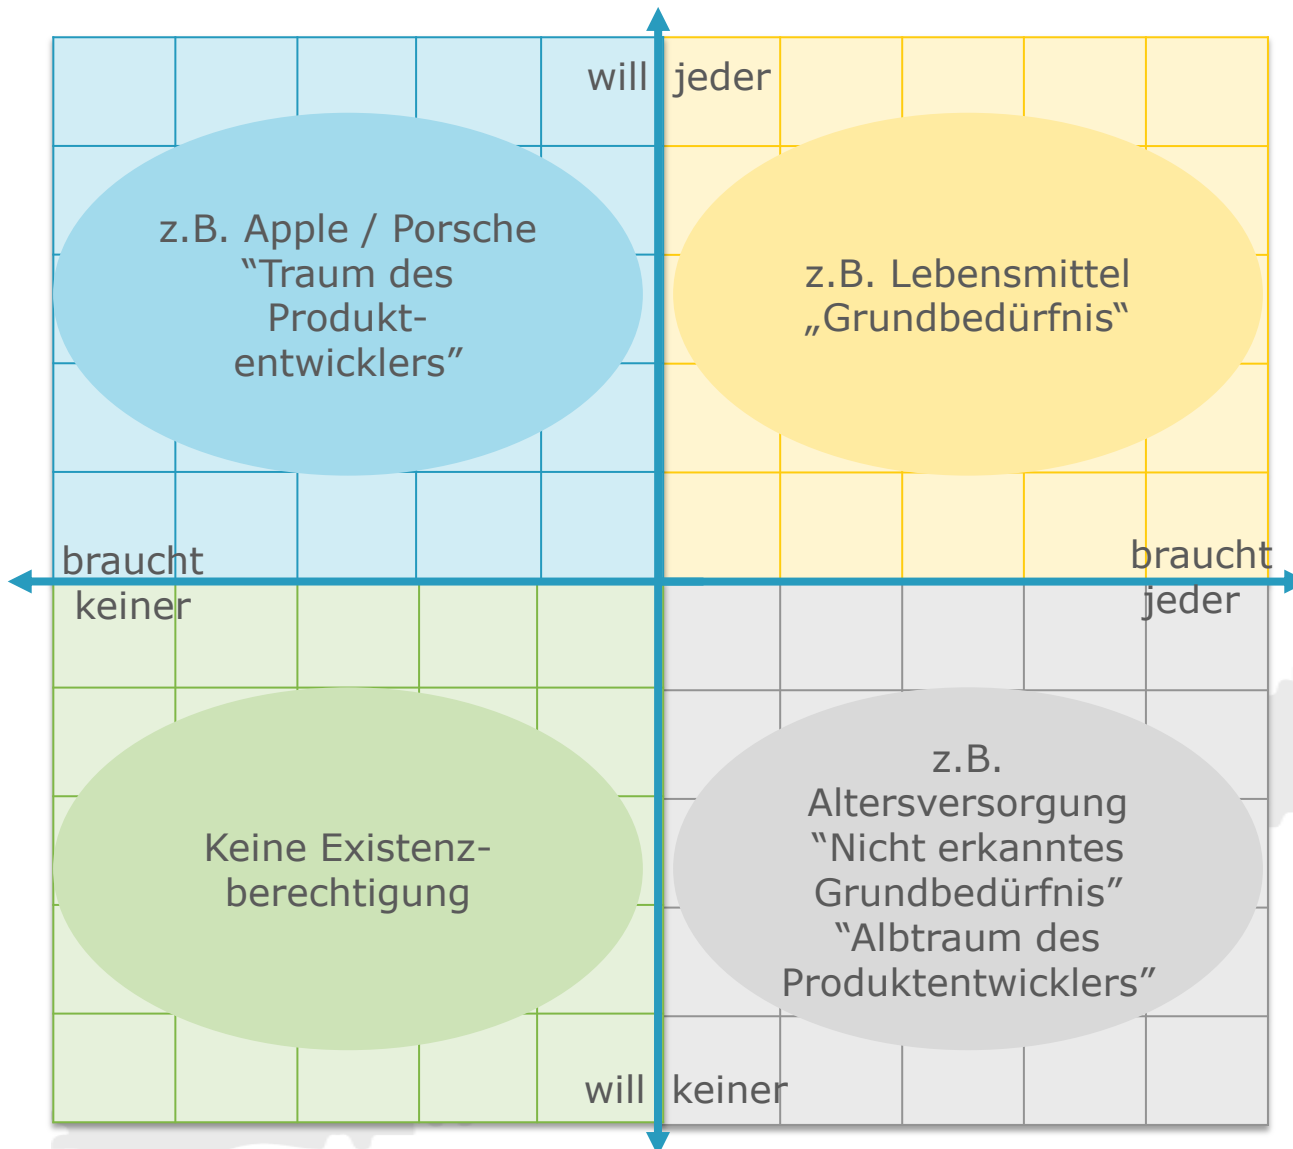 will jeder
z.B. Apple / Porsche
“Traum des
Produkt-
entwicklers”
z.B. Lebensmittel
„Grundbedürfnis“
braucht
keiner
braucht
jeder
Keine Existenz-
berechtigung
z.B.
Altersversorgung
“Nicht erkanntes
Grundbedürfnis”
“Albtraum des
Produktentwicklers”
will keiner